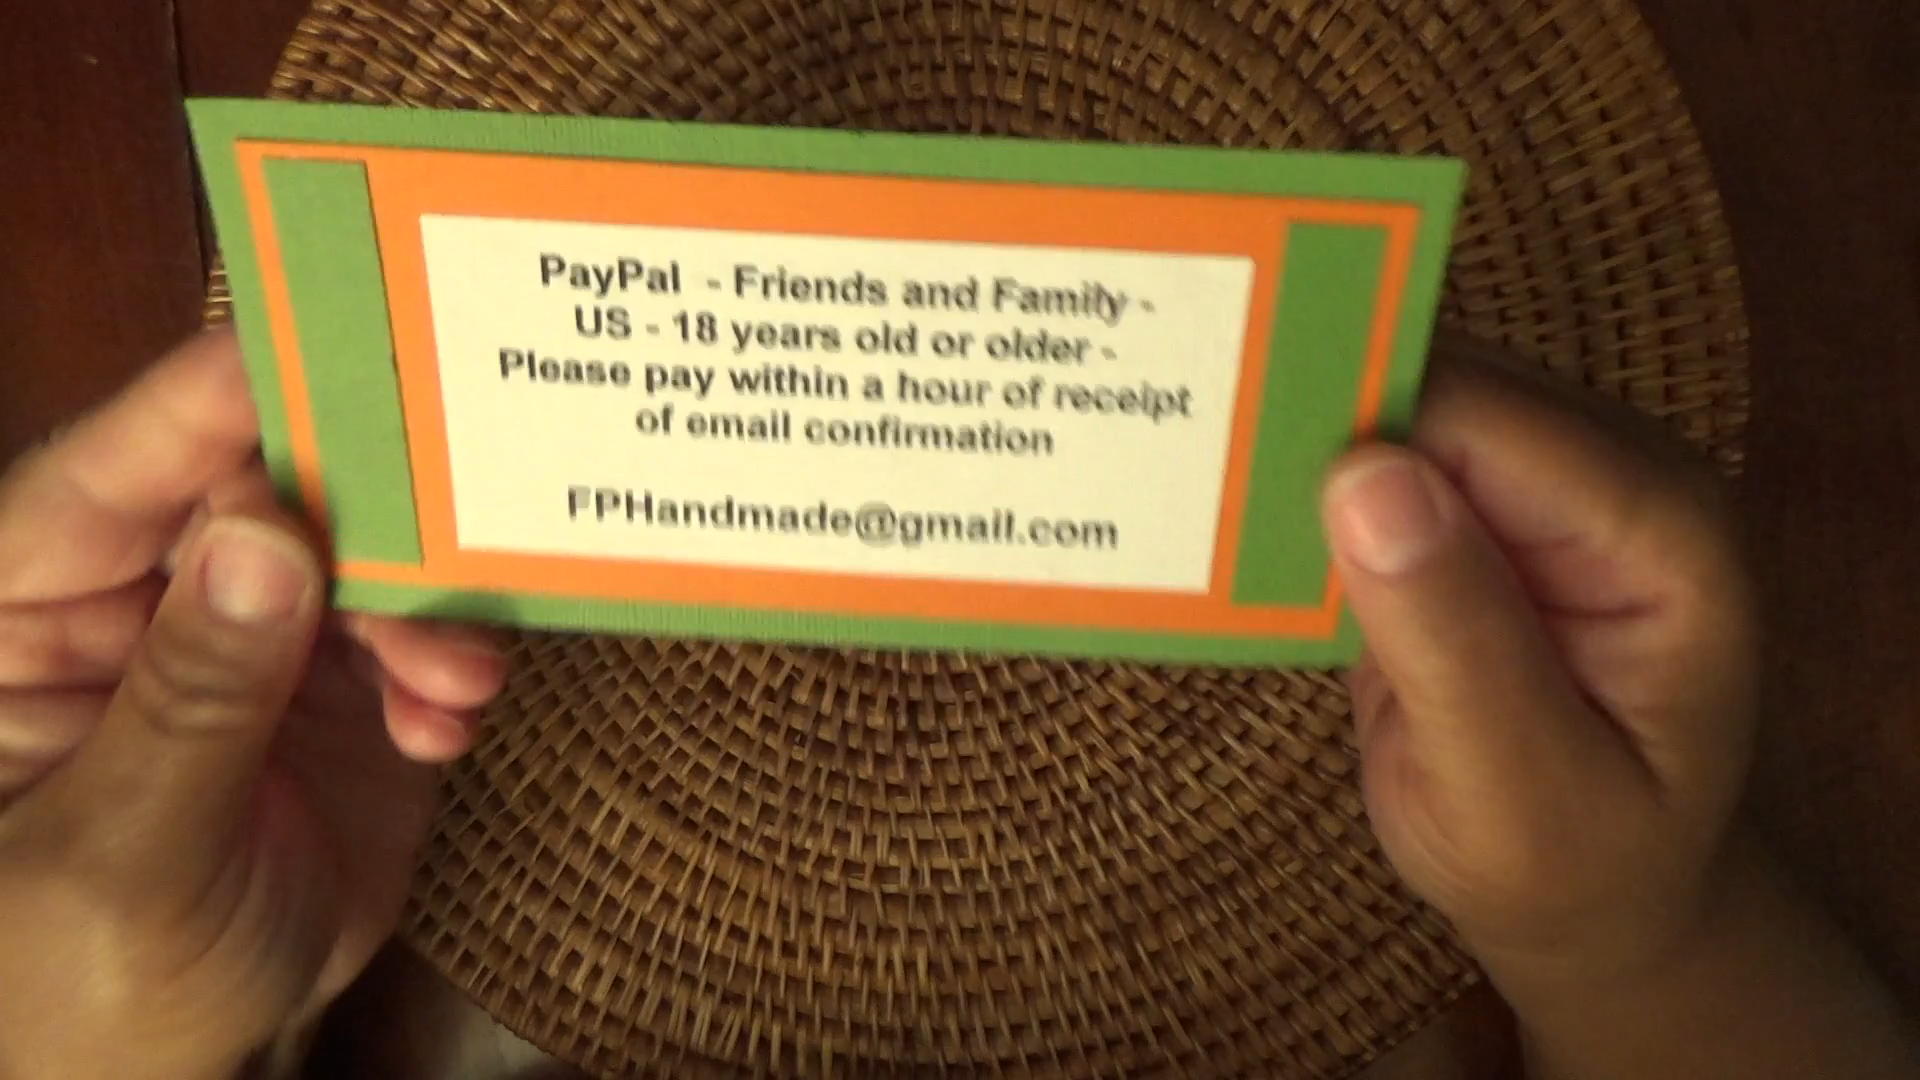 PayPal - Friends and Family -
US - 18 years old or older -
Please pay within a hour of receipt
of email confirmation
FPHandmade@gmail.com